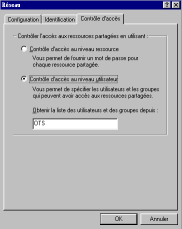 Réseau
Configuration Identification Contrôle d'accès
Contrôler l'accès aux ressources partagées en utilisant :
Contrôle d'accès au niveau ressource
Vous permet de fournir un mot de passe pour
chaque ressource partagée.
Contrôle d'accès au niveau utilisateur
Vous permet de spécifier les utilisateurs et les groupes
qui peuvent avoir accès aux ressources partagées.
Obtenir la liste des utilisateurs et des groupes depuis :
OTS
OK Annuler